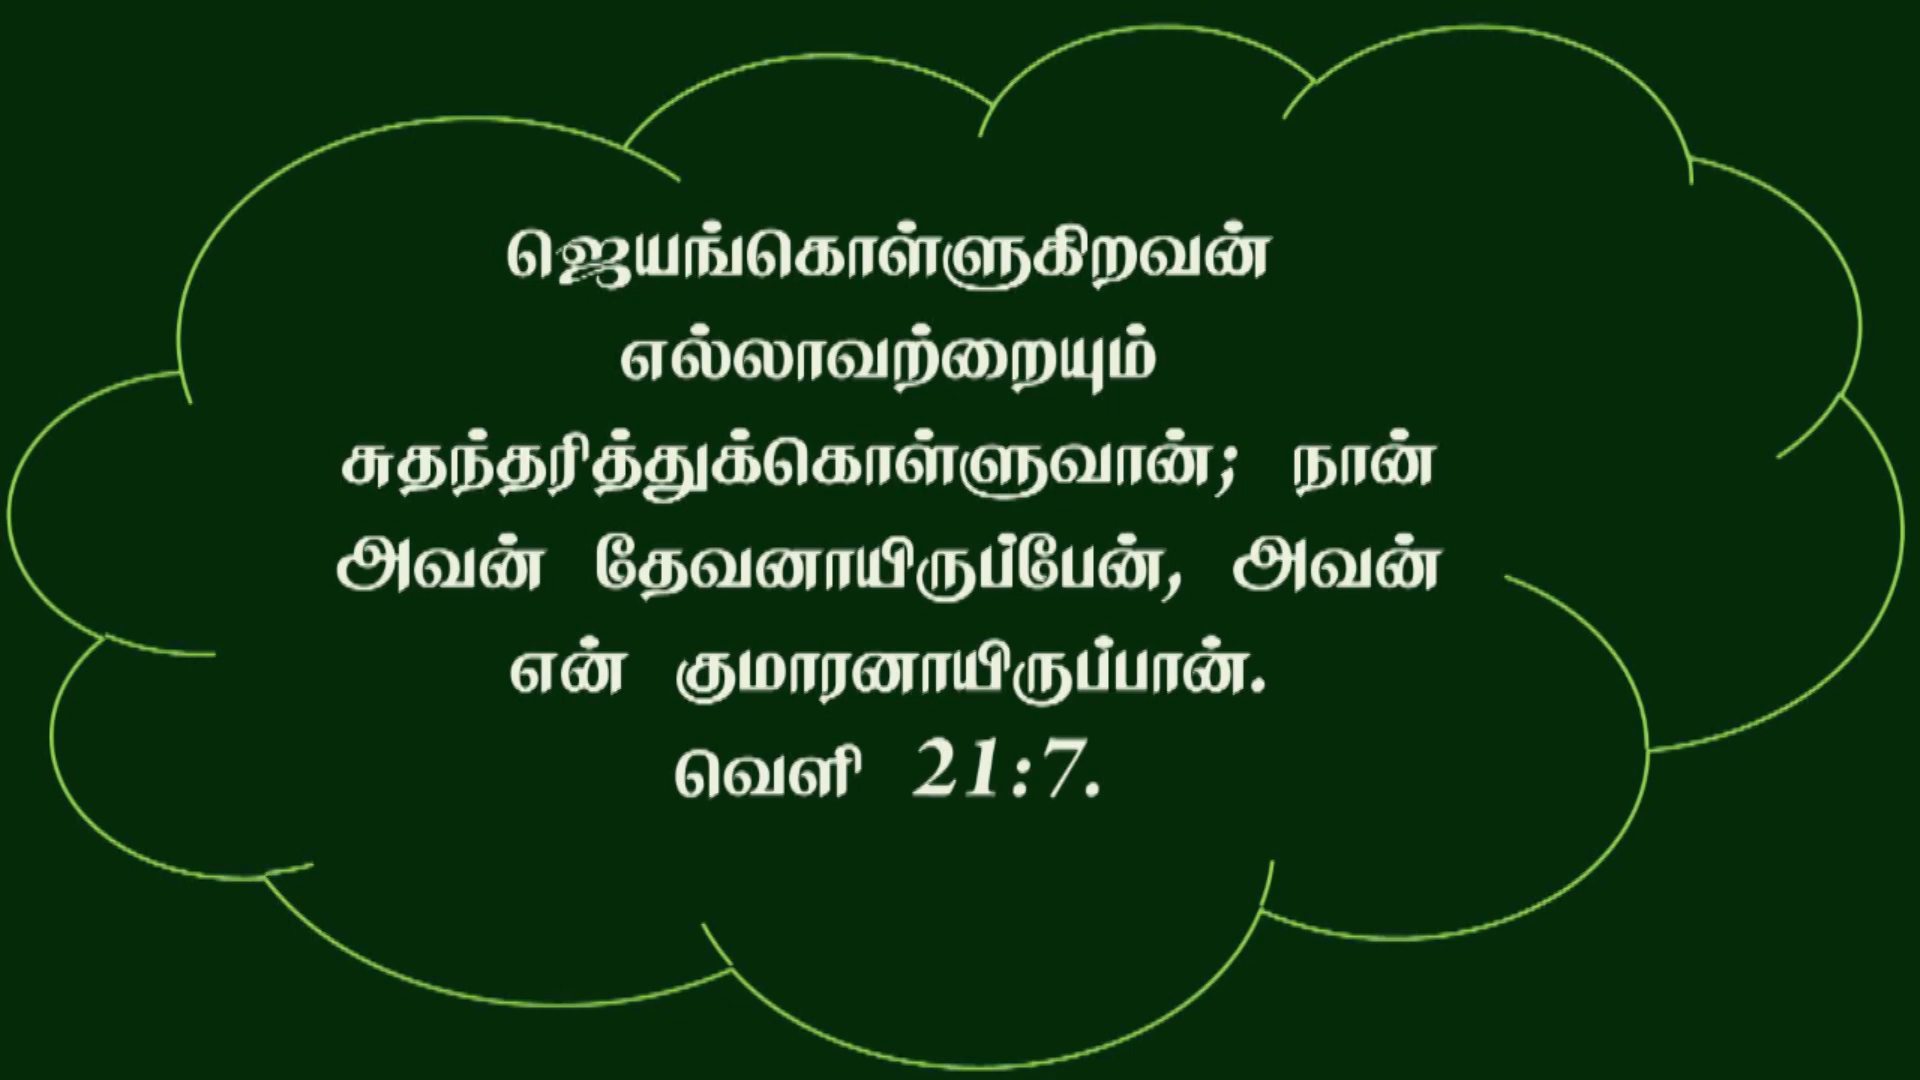 ஜெயங்கொள்ளுகிறவன்
எல்லாவற்றையும்
சுதந்தரித்துக்கொள்ளுவான்; நான்
அவன் தேவனாயிருப்பேன், அவன்
என் குமாரனாயிருப்பான்.
வெளி 21:7.